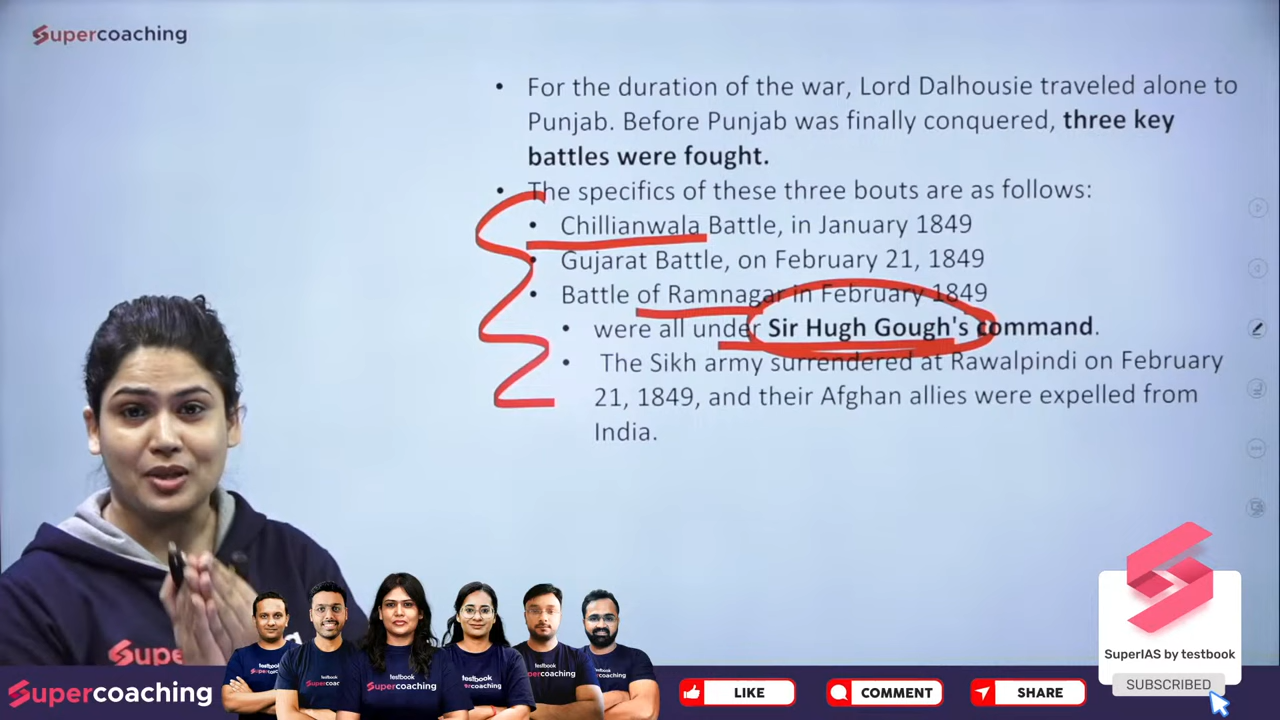 Supercoaching
• For the duration of the war, Lord Dalhousie traveled alone to
Punjab. Before Punjab was finally conquered, three key
battles were fought.
• The specifics of these three bouts are as follows:
• Chillianwala Battle, in January 1849
• Gujarat Battle, on February 21, 1849
• Battle of Ramnagar in February 1849
• were all under Sir Hugh Gough's command.
• The Sikh army surrendered at Rawalpindi on February
21, 1849, and their Afghan allies were expelled from
India.
Supe
testbook
Supercoaching
testbook
ercoaching
testbook
SuperIAS by testbook
SUBSCRIBED
Supercoaching
LIKE
COMMENT
SHARE